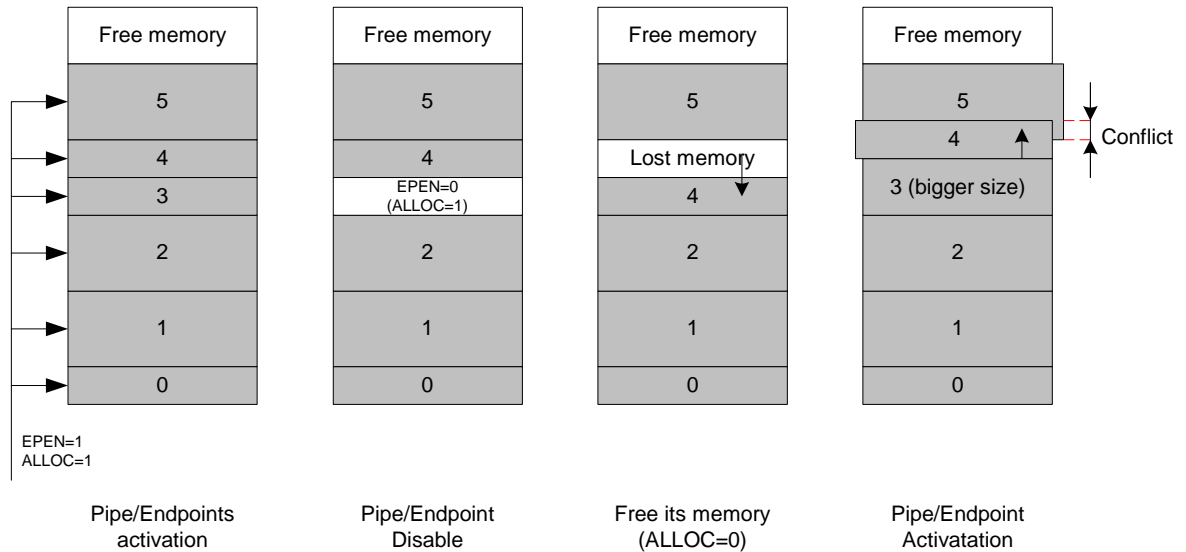 Free memory
5
4
3
2
1
0
EPEN=1
ALLOC=1
Pipe/Endpoints
activation
Free memory
5
4
EPEN=0
(ALLOC=1)
2
1
0
Pipe/Endpoint
Disable
Free memory
5
Lost memory
4
2
1
0
Free its memory
(ALLOC=0)
Free memory
5
4
Conflict
3 (bigger size)
2
1
0
Pipe/Endpoint
Activatation